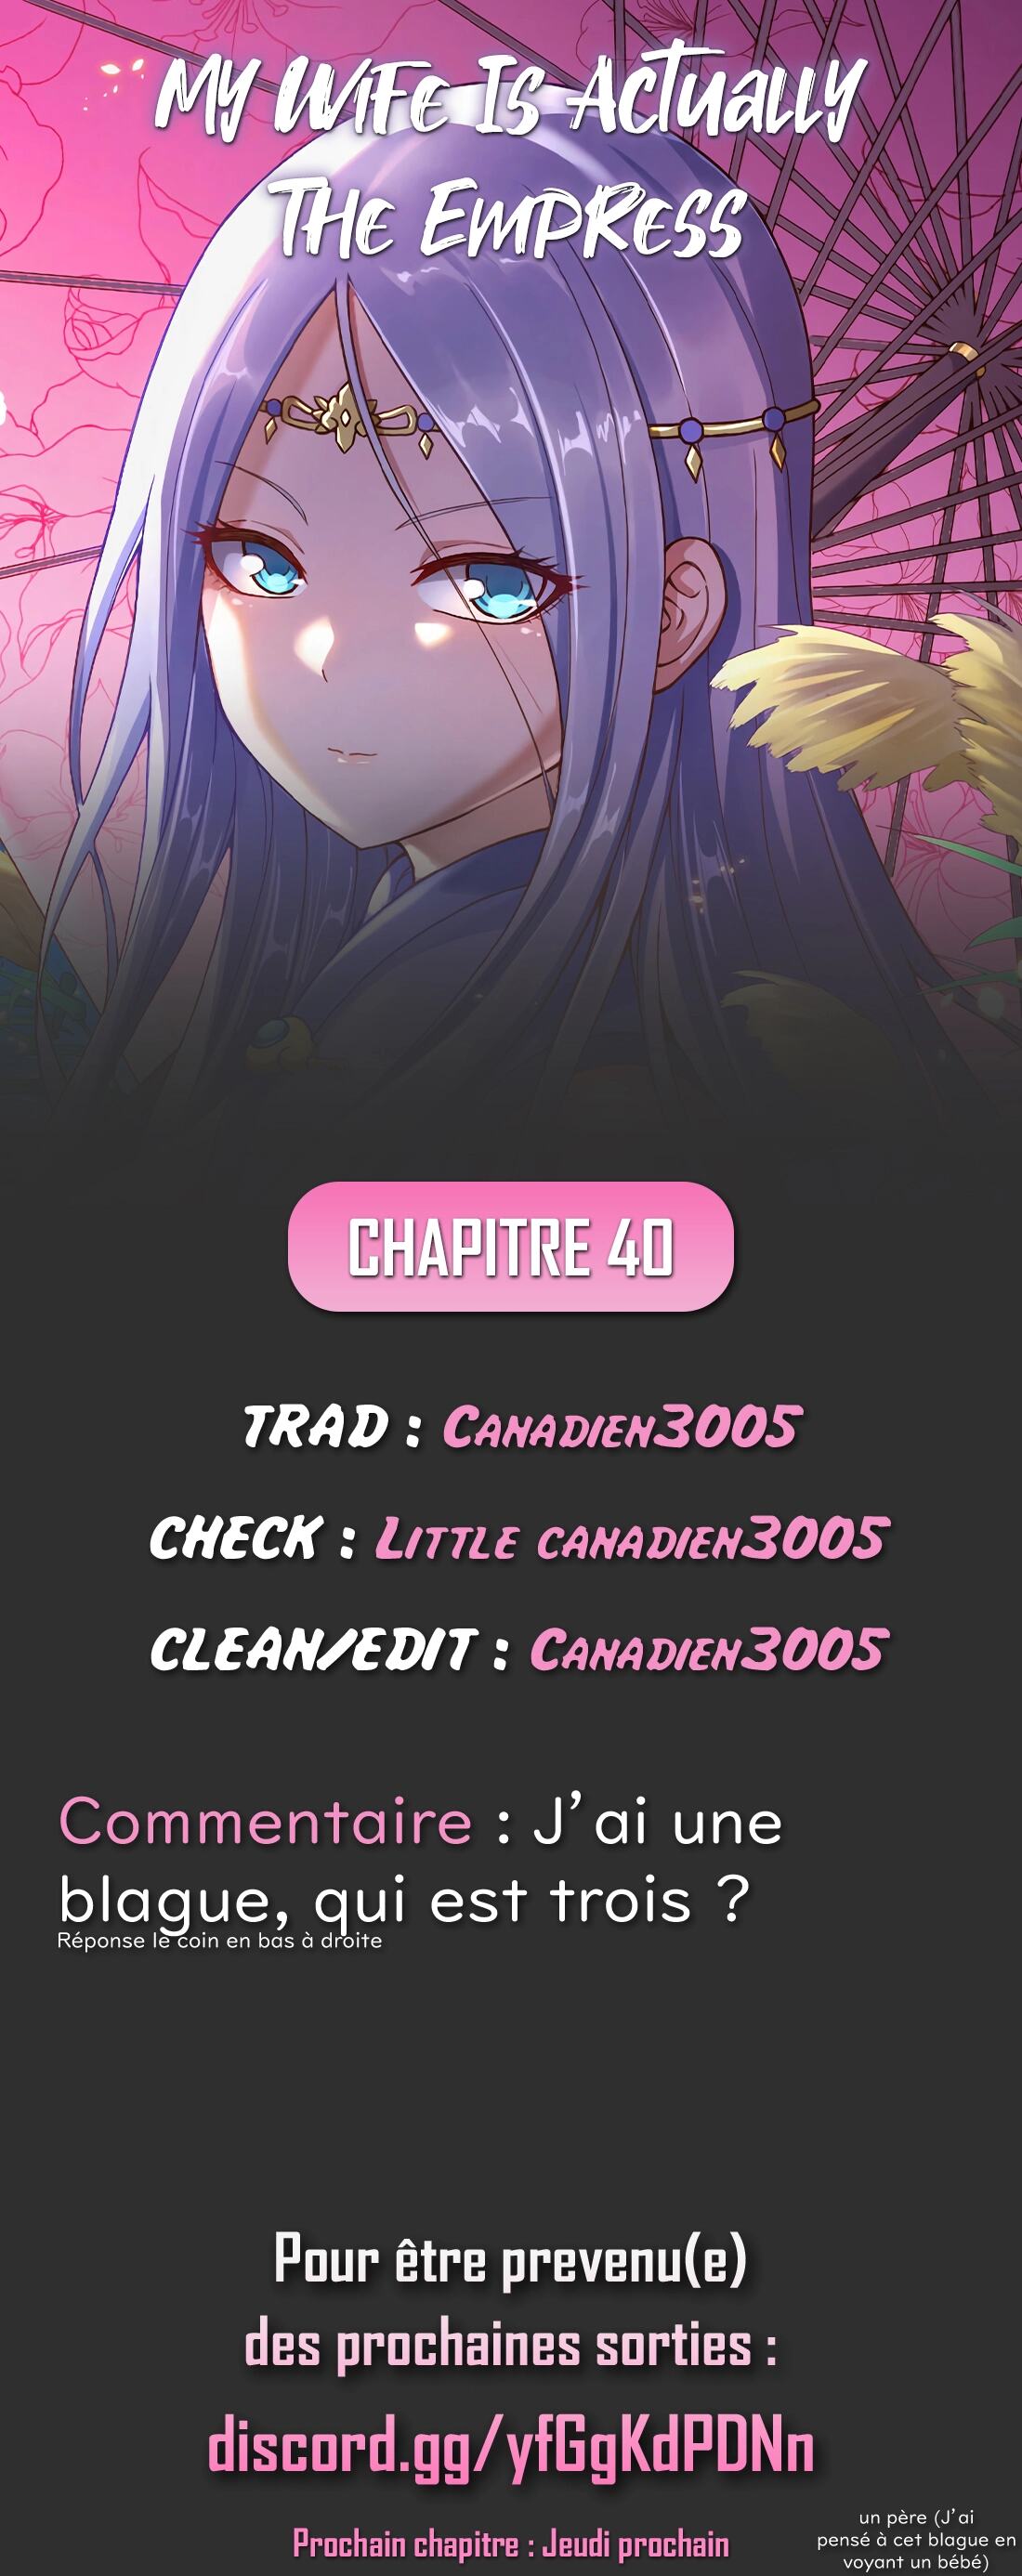 My Wife Is Actually
The Empress
CHAPITRE 40
TRAD : Canadien3005
CHECK : Little canadien3005
CLEAN/EDIT : Canadien3005
Commentaire : J'ai une
blague, qui est trois ?
Réponse le coin en bas à droite
Pour être prevenu(e)
des prochaines sorties :
discord.gg/yfGgKdPDNn
Prochain chapitre : Jeudi prochain
un père (J'ai
pensé à cet blague en
voyant un bébé)